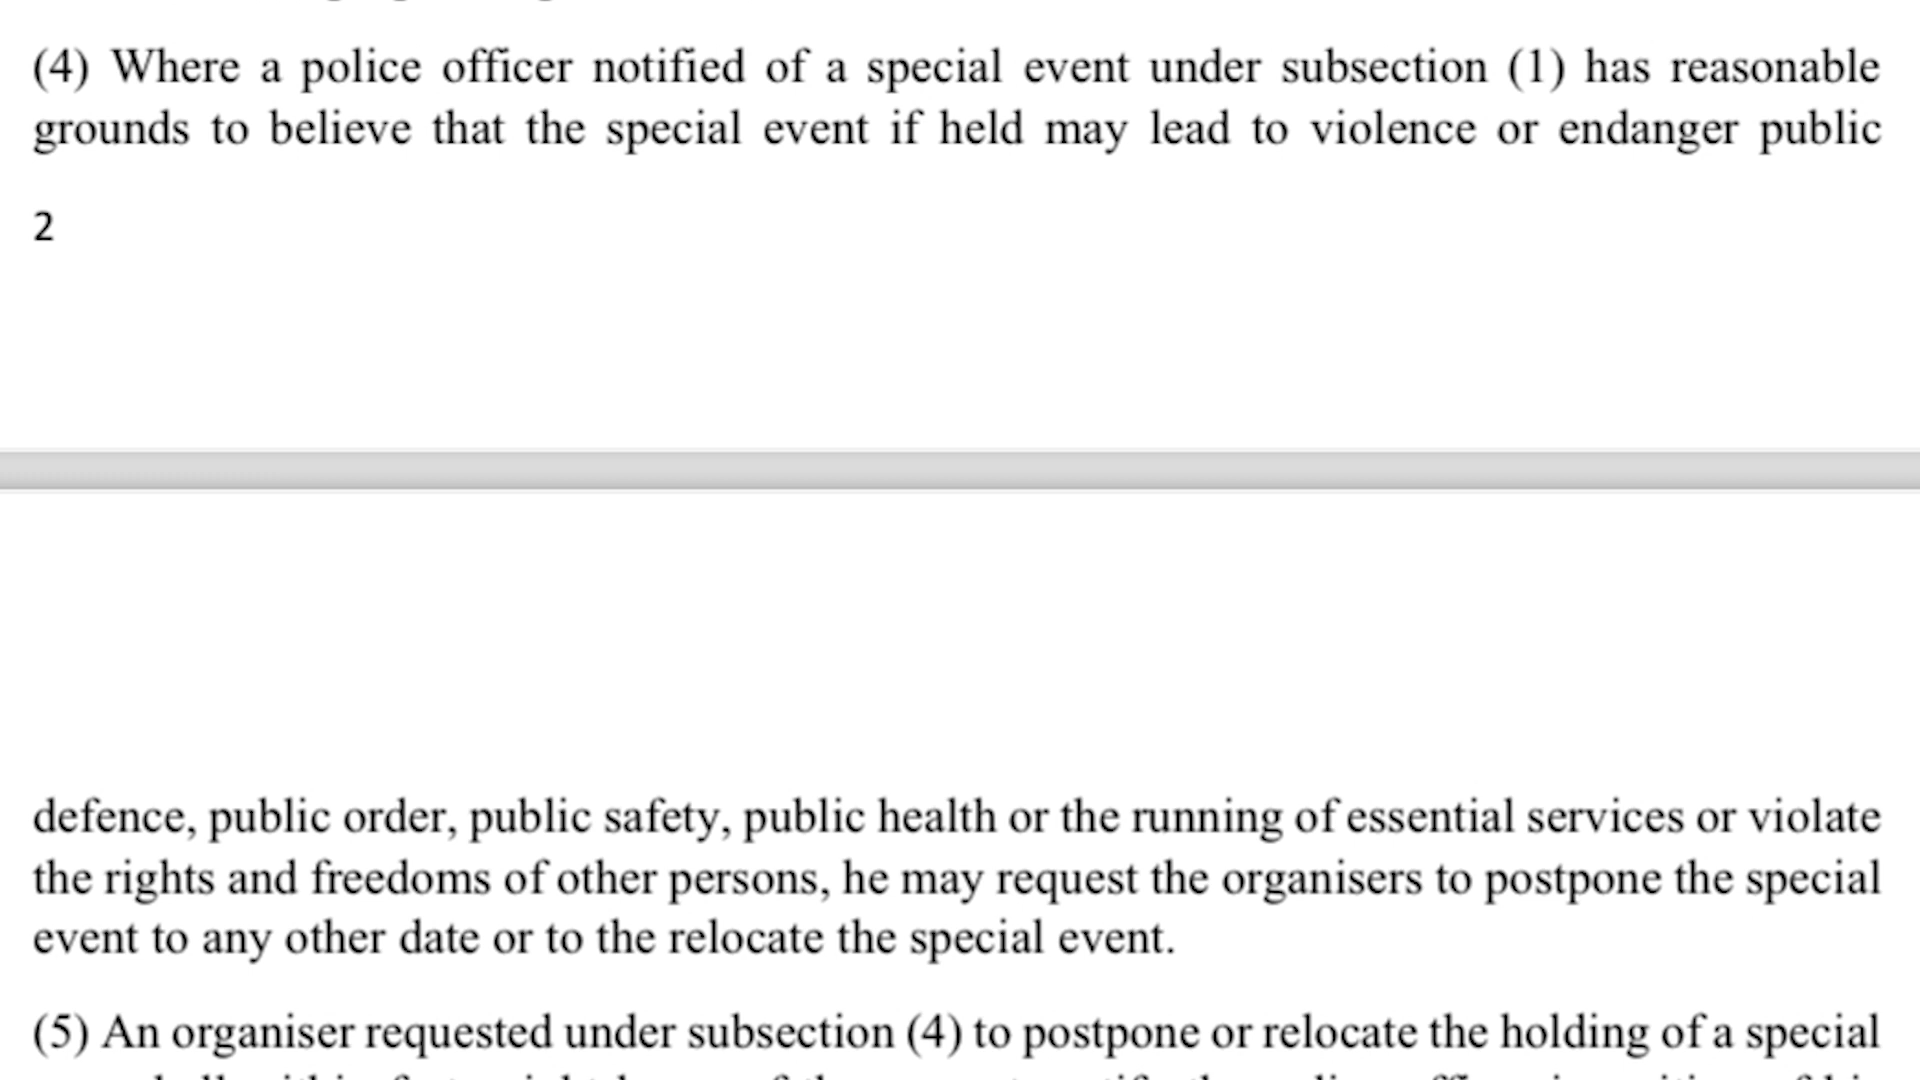 (4) Where a police officer notified of a special event under subsection (1) has reasonable
grounds to believe that the special event if held may lead to violence or endanger public
2
defence, public order, public safety, public health or the running of essential services or violate
the rights and freedoms of other persons, he may request the organisers to postpone the special
event to any other date or to the relocate the special event.
(5) An organiser requested under subsection (4) to postpone or relocate the holding of a special